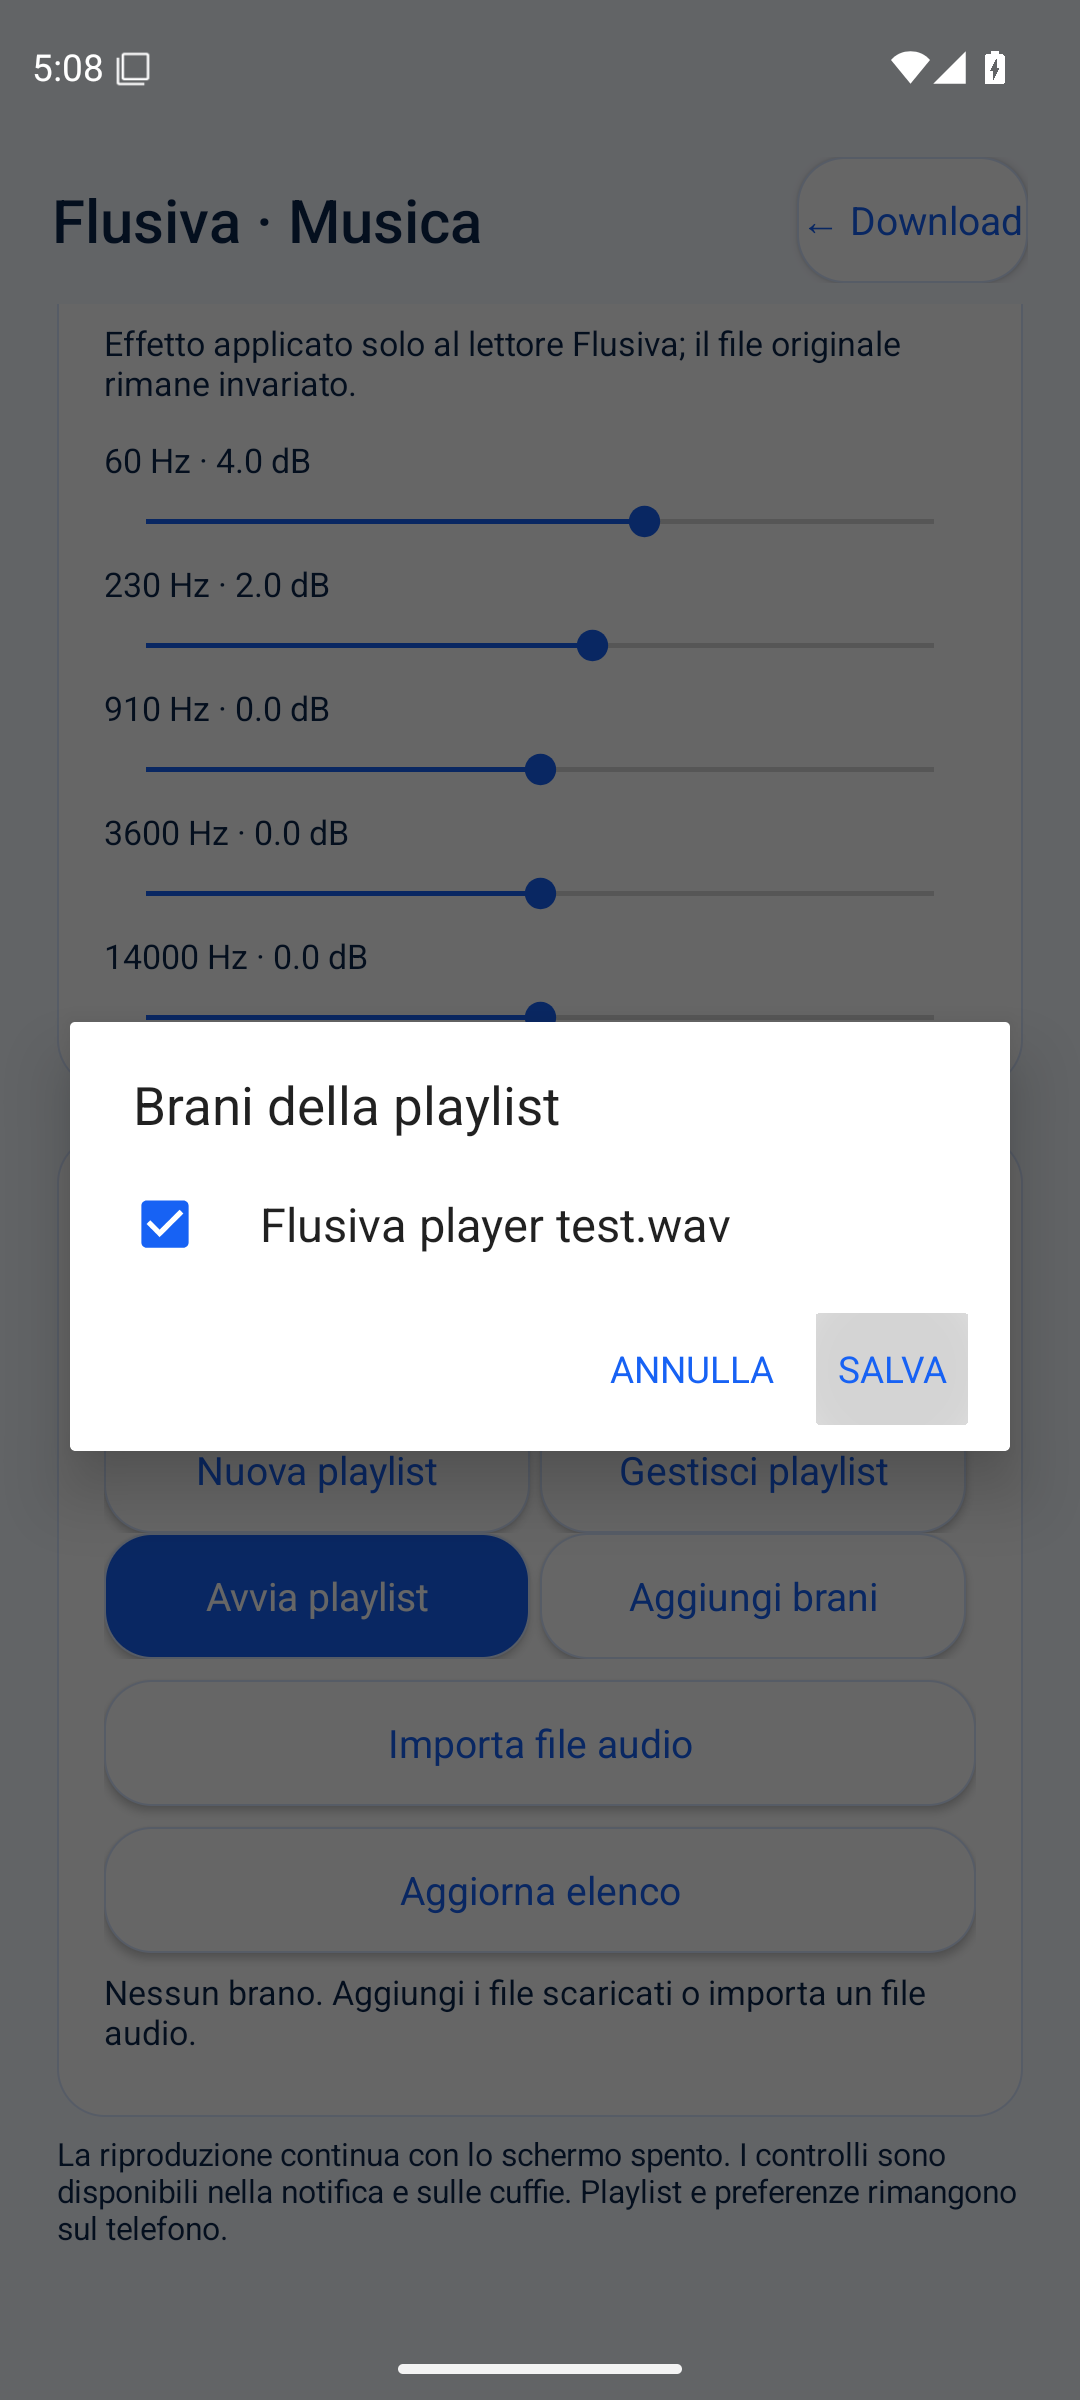 5:08
Flusiva · Musica
← Download
Effetto applicato solo al lettore Flusiva; il file originale
rimane invariato.
60 Hz · 4.0 dB
230 Hz · 2.0 dB
910 Hz · 0.0 dB
3600 Hz · 0.0 dB
14000 Hz · 0.0 dB
Brani della playlist
Flusiva player test.wav
ANNULLA
SALVA
Nuova playlist
Gestisci playlist
Avvia playlist
Aggiungi brani
Importa file audio
Aggiorna elenco
Nessun brano. Aggiungi i file scaricati o importa un file
audio.
La riproduzione continua con lo schermo spento. I controlli sono
disponibili nella notifica e sulle cuffie. Playlist e preferenze rimangono
sul telefono.